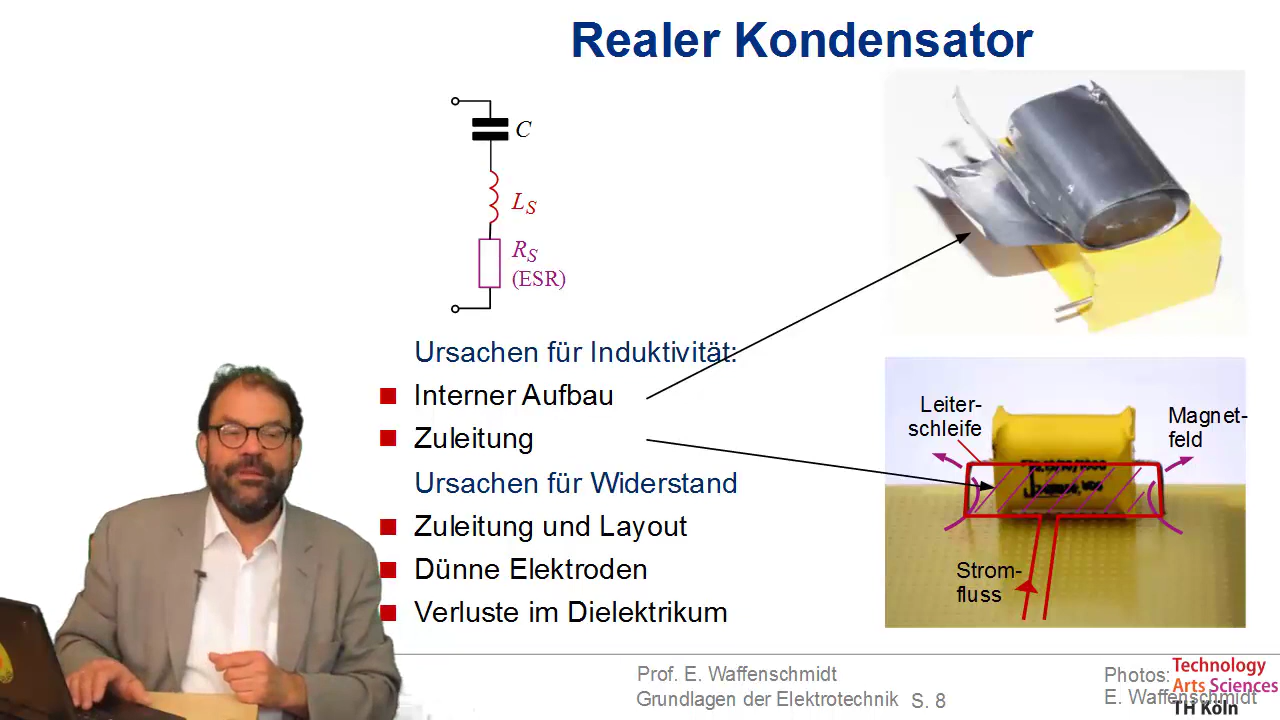 Realer Kondensator
C
LS
RS
(ESR)
Ursachen für Induktivität:
Interner Aufbau
Zuleitung
Ursachen für Widerstand
Zuleitung und Layout
Dünne Elektroden
Verluste im Dielektrikum
Leiter-
schleife
Magnet-
feld
Strom-
fluss
Prof. E. Waffenschmidt
Grundlagen der Elektrotechnik S. 8
Photos:
E. Waffenschmidt
Technology
Arts Sciences
TH Köln